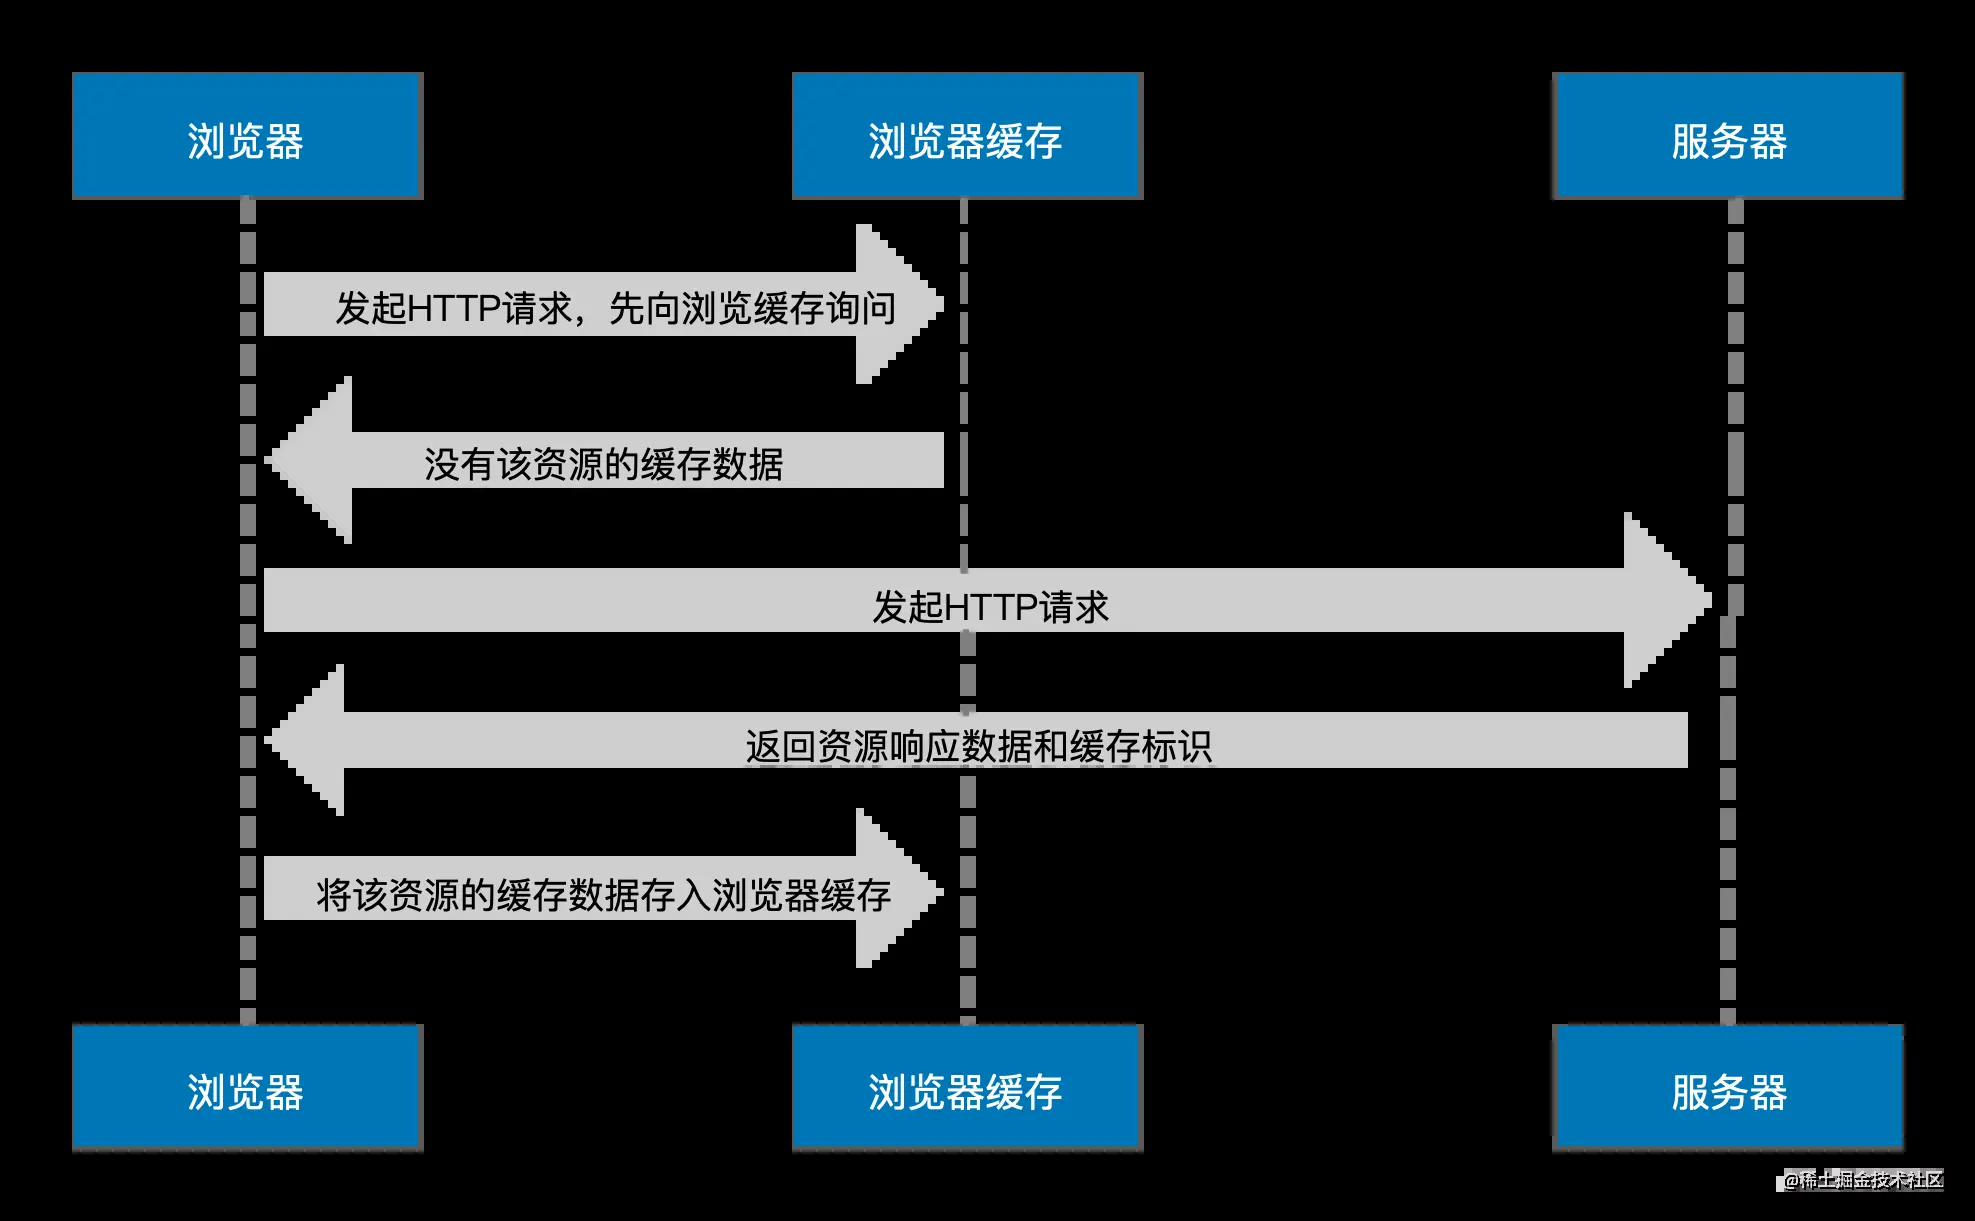 浏览器
浏览器缓存
服务器
发起HTTP请求，先向浏览缓存询问
没有该资源的缓存数据
发起HTTP请求
返回资源响应数据和缓存标识
将该资源的缓存数据存入浏览器缓存
浏览器
浏览器缓存
服务器
@稀土掘金技术社区